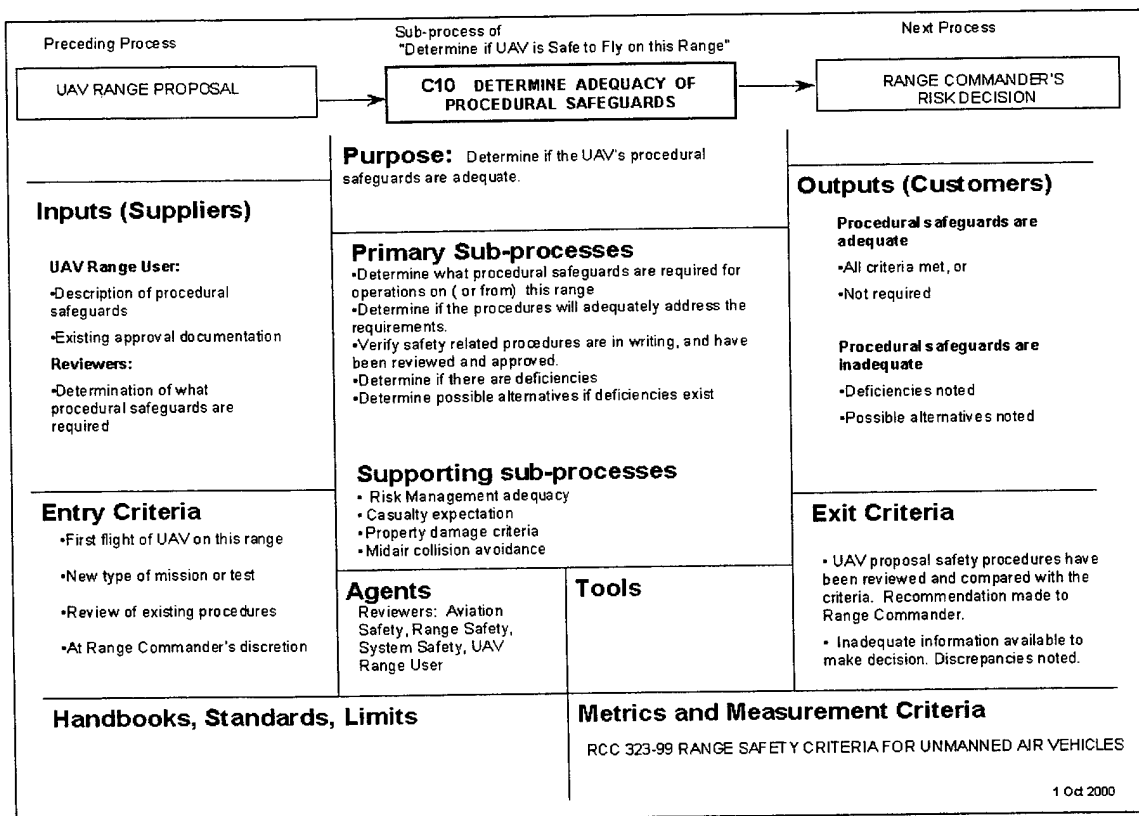 Preceding Process
Sub-process of
"Determine if UAV is Safe to Fly on this Range"
Next Process
UAV RANGE PROPOSAL
C10 DETERMINE ADEQUACY OF
PROCEDURAL SAFEGUARDS
RANGE COMMANDER'S
RISK DECISION
Purpose: Determine if the UAV's procedural
safeguards are adequate.
Inputs (Suppliers)
UAV Range User:
•Description of procedural
safeguards
•Existing approval documentation
Reviewers:
•Determination of what
procedural safeguards are
required
Primary Sub-processes
•Determine what procedural safeguards are required for
operations on ( or from) this range
•Determine if the procedures will adequately address the
requirements.
•Verify safety related procedures are in writing, and have
been reviewed and approved.
•Determine if there are deficiencies
•Determine possible alternatives if deficiencies exist
Supporting sub-processes
• Risk Management adequacy
• Casualty expectation
• Property damage criteria
• Midair collision avoidance
Outputs (Customers)
Procedural safeguards are
adequate
•All criteria met, or
•Not required
Procedural safeguards are
inadequate
•Deficiencies noted
•Possible alternatives noted
Entry Criteria
•First flight of UAV on this range
•New type of mission or test
•Review of existing procedures
•At Range Commander's discretion
Agents
Reviewers: Aviation
Safety, Range Safety,
System Safety, UAV
Range User
Tools
Exit Criteria
• UAV proposal safety procedures have
been reviewed and compared with the
criteria. Recommendation made to
Range Commander.
• Inadequate information available to
make decision. Discrepancies noted.
Handbooks, Standards, Limits
Metrics and Measurement Criteria
RCC 323-99 RANGE SAFETY CRITERIA FOR UNMANNED AIR VEHICLES
1 Oct 2000